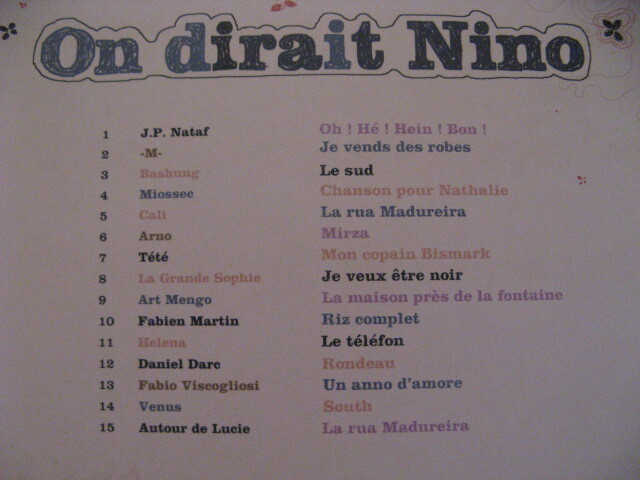 On dirait Nino
1 J.P. Nataf Oh ! Hé ! Hein ! Bon !
2 -M- Je vends des robes
3 Bashung Le sud
4 Miossec Chanson pour Nathalie
5 Cali La rua Madureira
6 Arno Mirza
7 Tété Mon copain Bismark
8 La Grande Sophie Je veux être noir
9 Art Mengo La maison près de la fontaine
10 Fabien Martin Riz complet
11 Helena Le téléfon
12 Daniel Darc Rondeau
13 Fabio Viscogliosi Un anno d'amore
14 Venus South
15 Autour de Lucie La rua Madureira